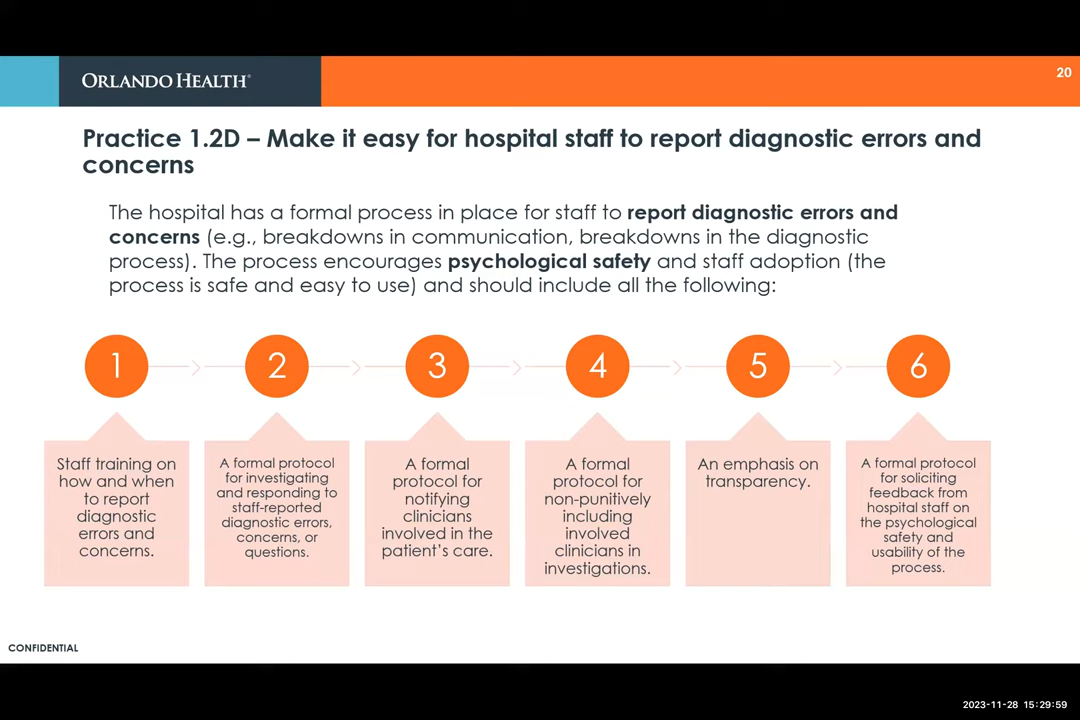 ORLANDO HEALTH®
20
Practice 1.2D – Make it easy for hospital staff to report diagnostic errors and
concerns
The hospital has a formal process in place for staff to report diagnostic errors and
concerns (e.g., breakdowns in communication, breakdowns in the diagnostic
process). The process encourages psychological safety and staff adoption (the
process is safe and easy to use) and should include all the following:
1
2
3
4
5
6
Staff training on
how and when
to report
diagnostic
errors and
concerns.
A formal protocol
for investigating
and responding to
staff-reported
diagnostic errors,
concerns, or
questions.
A formal
protocol for
notifying
clinicians
involved in the
patient’s care.
A formal
protocol for
non-punitively
including
involved
clinicians in
investigations.
An emphasis on
transparency.
A formal protocol
for soliciting
feedback from
hospital staff on
the psychological
safety and
usability of the
process.
CONFIDENTIAL
2023-11-28 15:29:59